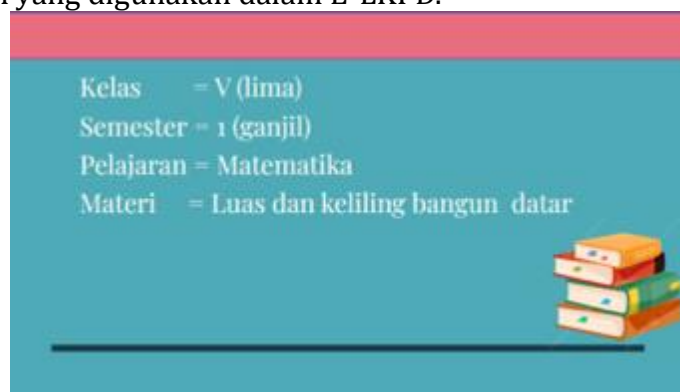 yang digunakan dalam E-LKPD.
Kelas = V (lima)
Semester = 1 (ganjil)
Pelajaran = Matematika
Materi = Luas dan keliling bangun datar